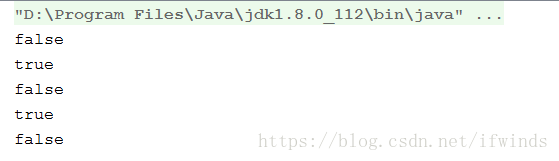 "D:\Program Files\Java\jdk1.8.0_112\bin\java" ...
false
true
false
true
false
https://blog.csdn.net/ifwinds